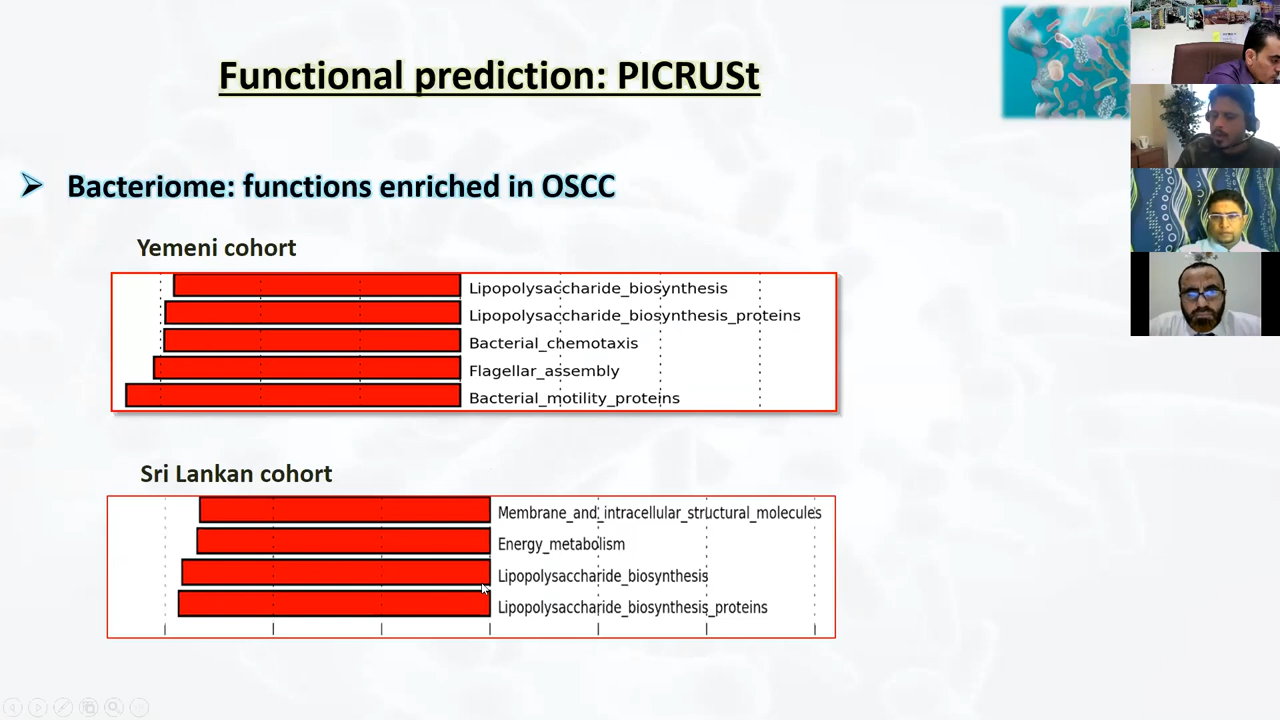 Functional prediction: PICRUSt
Bacteriome: functions enriched in OSCC
Yemeni cohort
Lipopolysaccharide_biosynthesis
Lipopolysaccharide_biosynthesis_proteins
Bacterial_chemotaxis
Flagellar_assembly
Bacterial_motility_proteins
Sri Lankan cohort
Membrane_and_intracellular_structural_molecules
Energy_metabolism
Lipopolysaccharide_biosynthesis
Lipopolysaccharide_biosynthesis_proteins